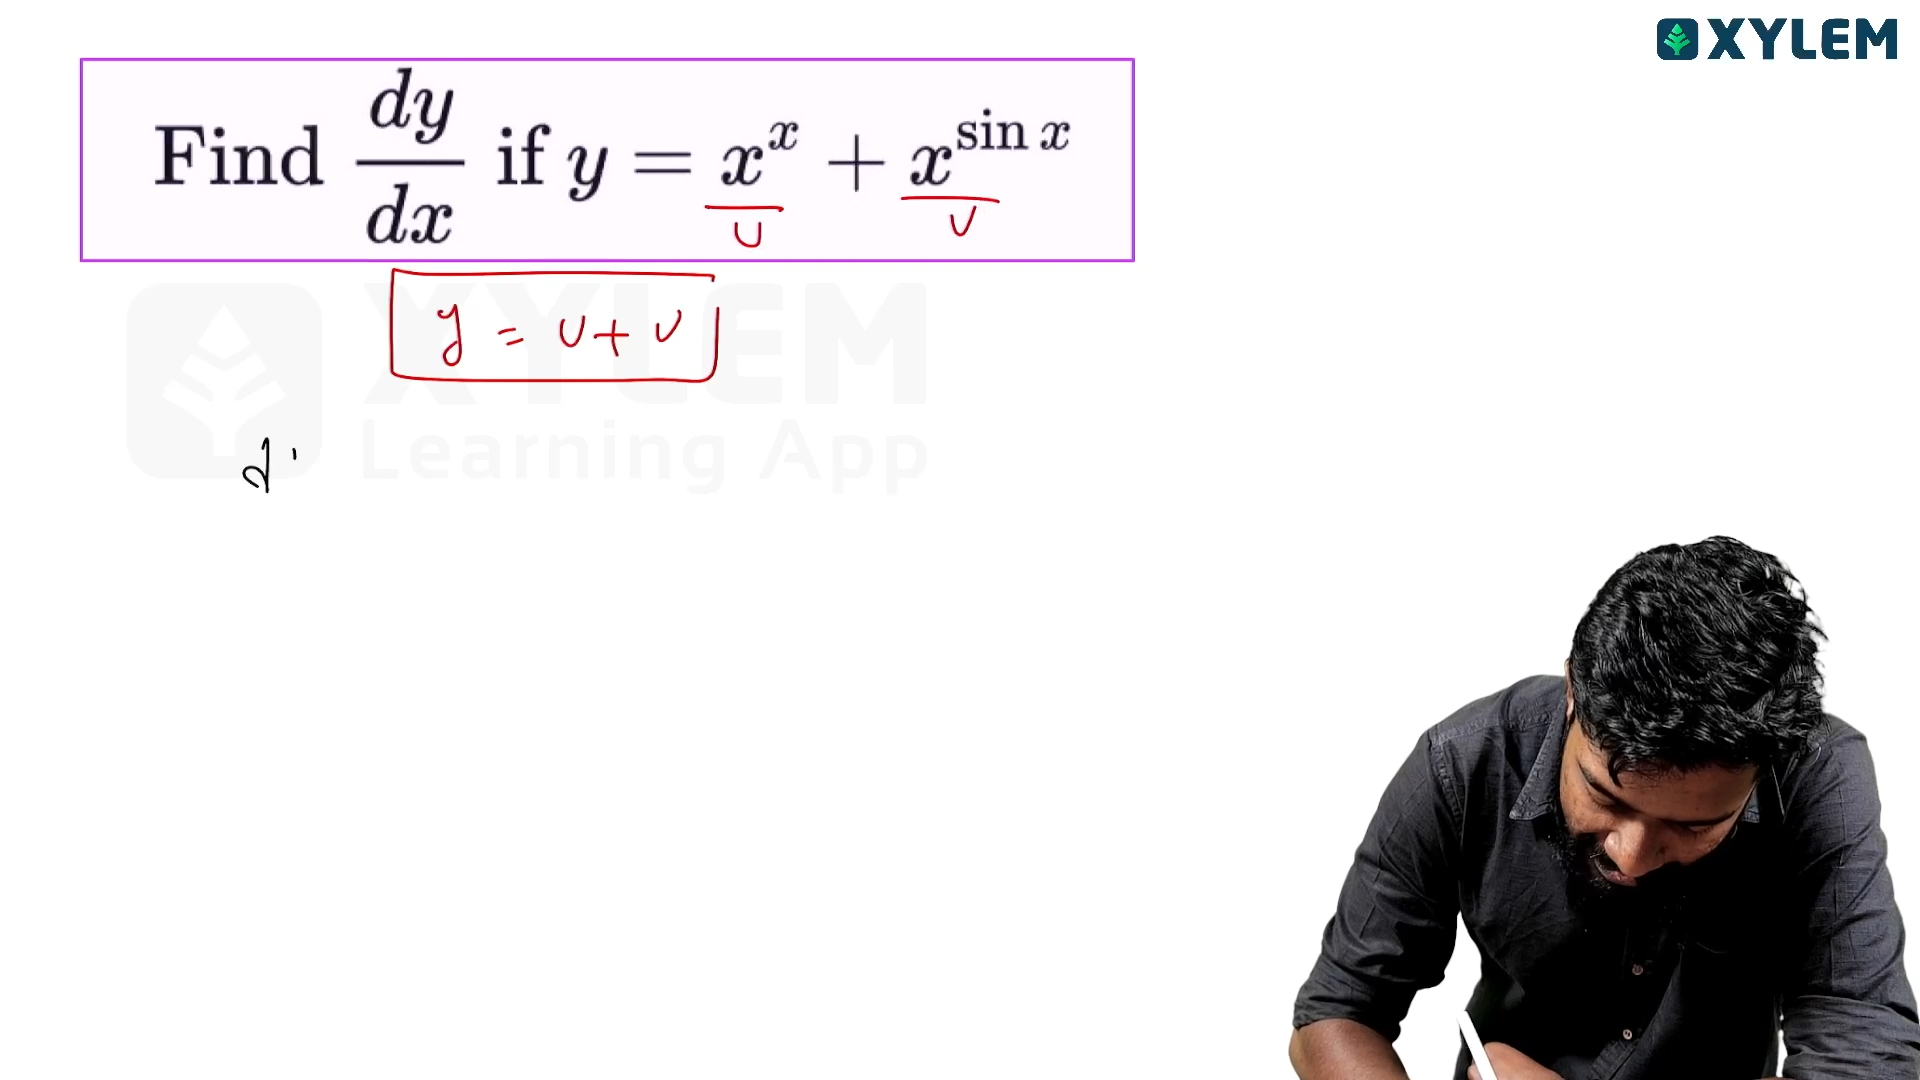 XYLEM
Find dy/dx if y = x^x + x^{sin x}
u v
y = u + v
XYLEM
Learning App
d